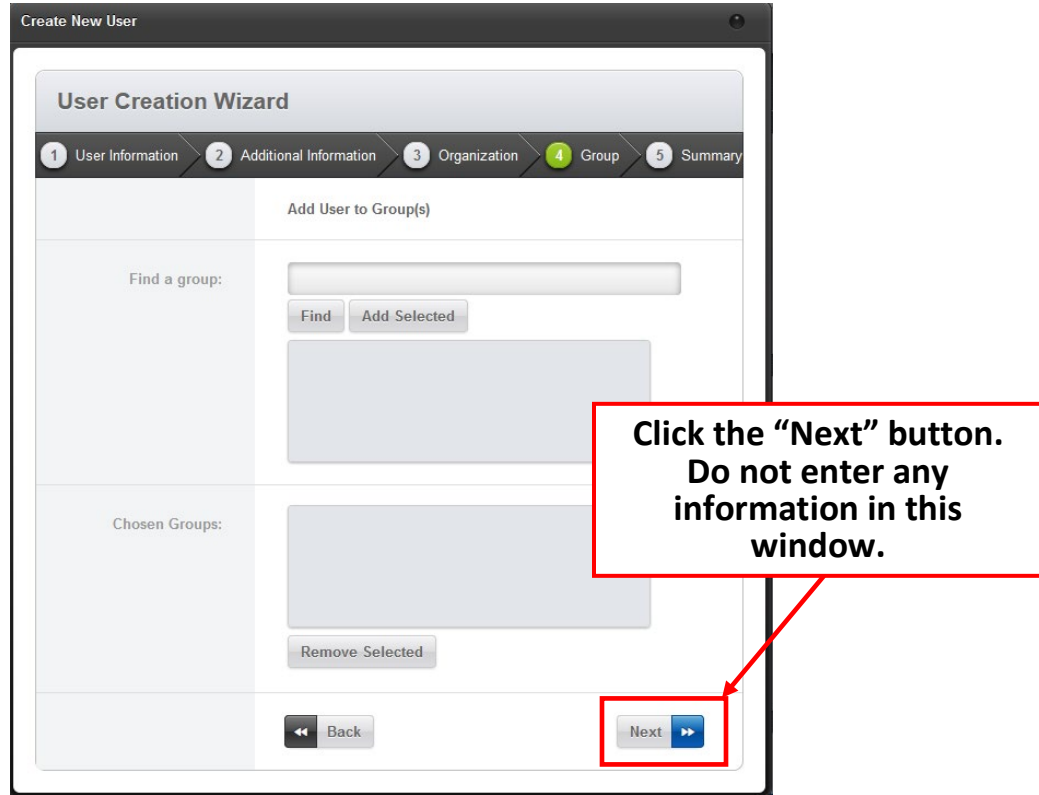 Create New User
User Creation Wizard
1 User Information 2 Additional Information 3 Organization 4 Group 5 Summary
Add User to Group(s)
Find a group:
Find Add Selected
Click the “Next” button.
Do not enter any
information in this
window.
Chosen Groups:
Remove Selected
Back Next